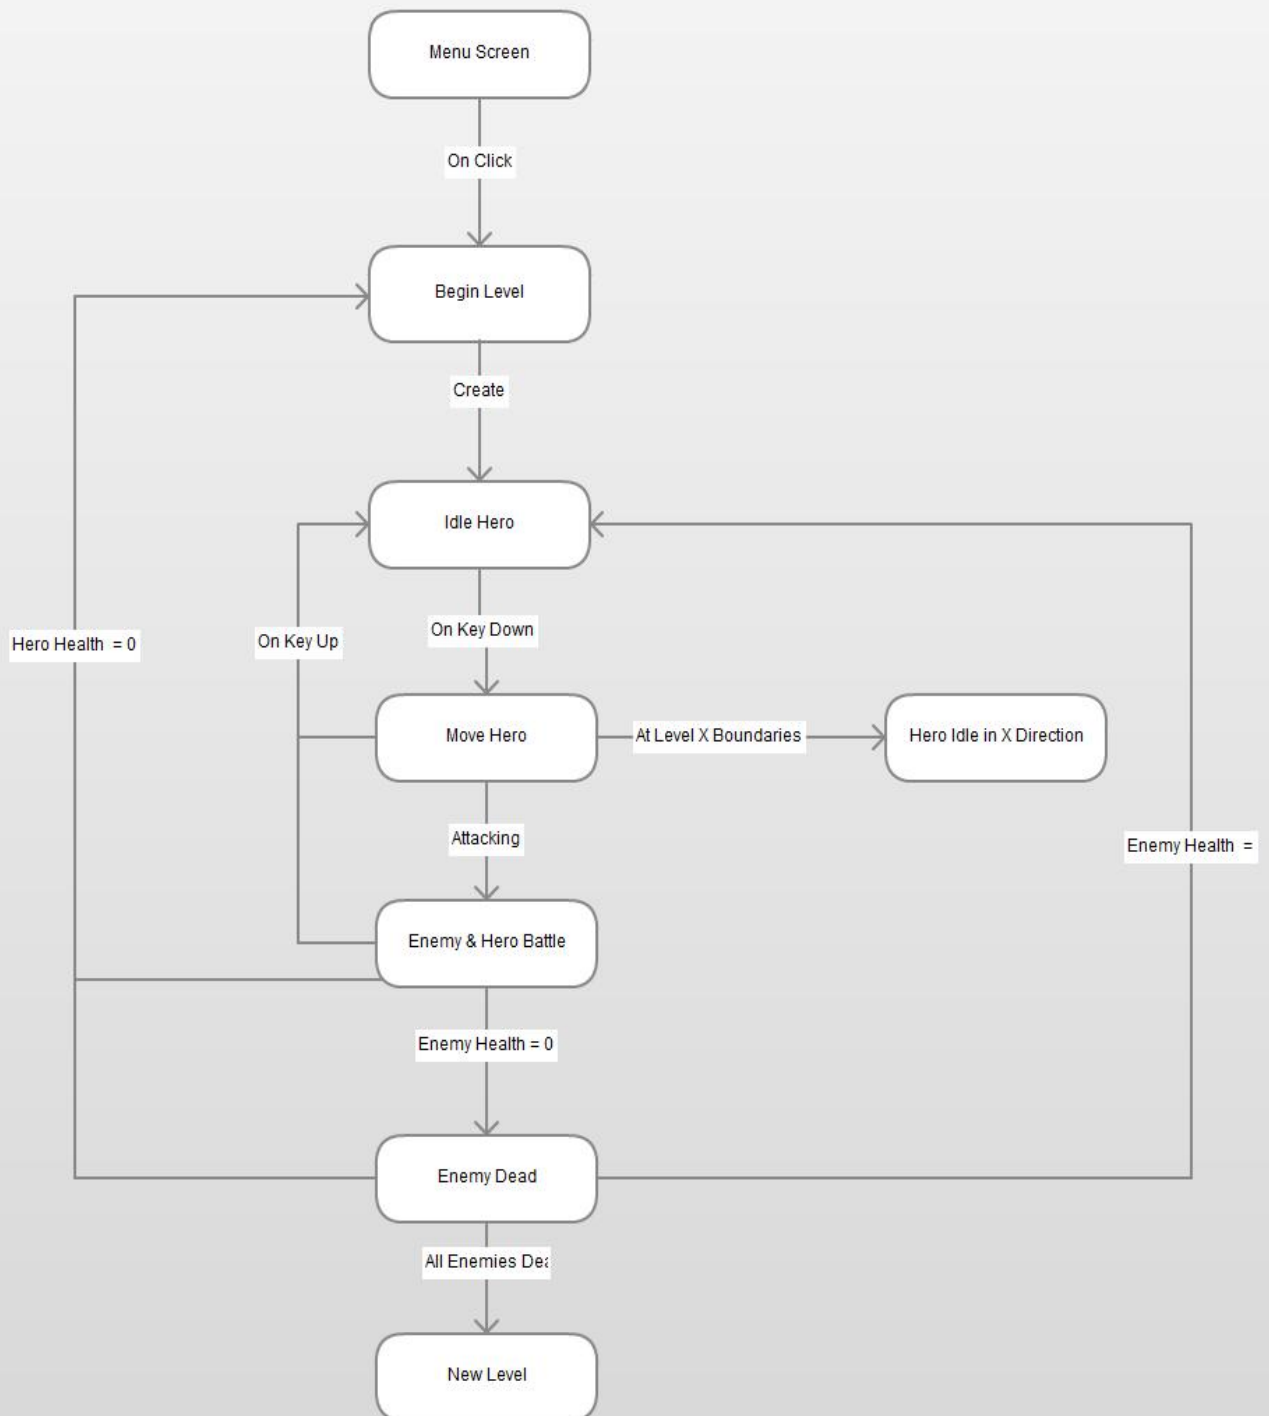 Menu Screen
On Click
Begin Level
Create
Idle Hero
On Key Down
On Key Up
Hero Health = 0
Move Hero
At Level X Boundaries
Hero Idle in X Direction
Attacking
Enemy Health =
Enemy & Hero Battle
Enemy Health = 0
Enemy Dead
All Enemies Dea
New Level